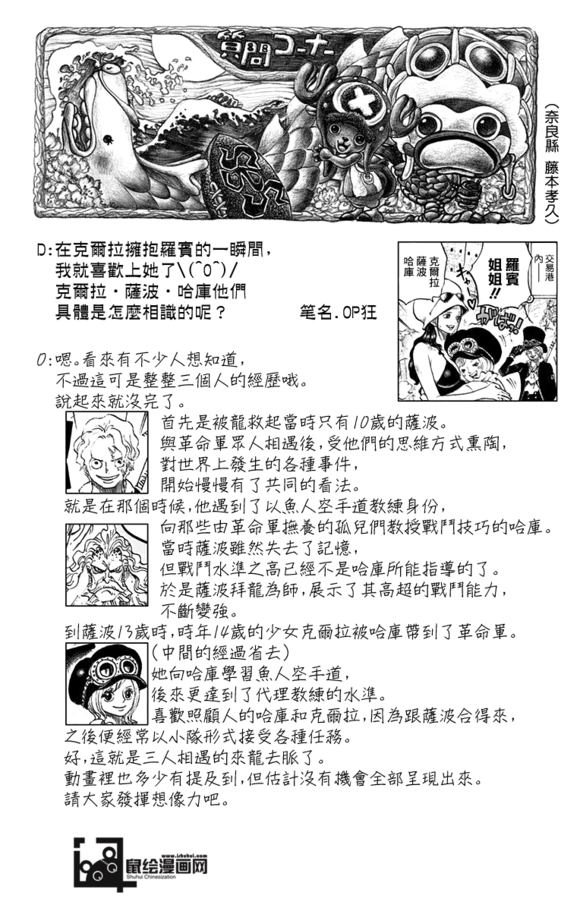 質問コーナー
（奈良縣 藤本孝久）
D:在克爾拉擁抱羅賓的一瞬間，
我就喜歡上她了\(^o^)/
克爾拉・薩波・哈庫他們
具體是怎麼相識的呢？ 笔名.OP狂
交易港
內——
羅賓
姐姐!!
克爾拉
薩波
哈庫
O:嗯。看來有不少人想知道，
不過這可是整整三個人的經歷哦。
說起來就沒完了。
首先是被龍救起當時只有10歲的薩波。
與革命軍眾人相遇後，受他們的思維方式熏陶，
對世界上發生的各種事件，
開始慢慢有了共同的看法。
就是在那個時候，他遇到了以魚人空手道教練身份，
向那些由革命軍撫養的孤兒們教授戰鬥技巧的哈庫。
當時薩波雖然失去了記憶，
但戰鬥水準之高已經不是哈庫所能指導的了。
於是薩波拜龍為師，展示了其高超的戰鬥能力，
不斷變強。
到薩波13歲時，時年14歲的少女克爾拉被哈庫帶到了革命軍。
(中間的經過省去)
她向哈庫學習魚人空手道，
後來更達到了代理教練的水準。
喜歡照顧人的哈庫和克爾拉，因為跟薩波合得來，
之後便經常以小隊形式接受各種任務。
好，這就是三人相遇的來龍去脈了。
動畫裡也多少有提及到，但估計沒有機會全部呈現出來。
請大家發揮想像力吧。
www.ishuhui.com
鼠绘漫画网
Shuhui Chinesization